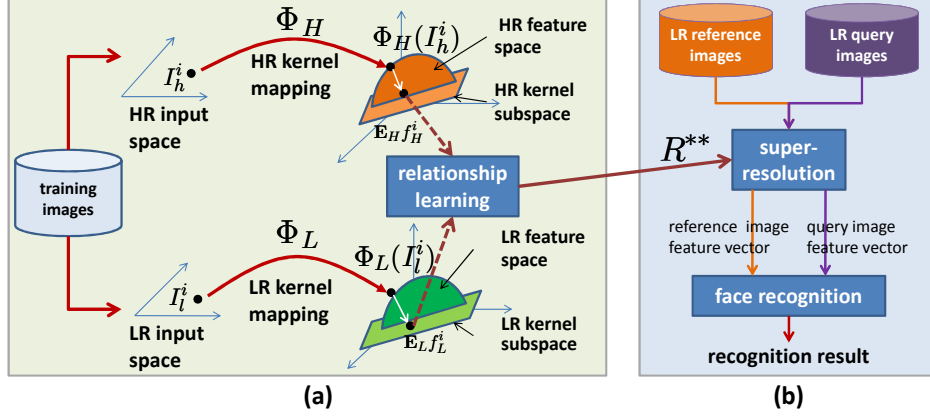 Φ_H
Φ_H(I_h^i)
HR feature
space
I_h^i
HR kernel
mapping
HR input
space
HR kernel
subspace
E_H f_H^i
training
images
relationship
learning
Φ_L
Φ_L(I_l^i)
LR feature
space
I_l^i
LR kernel
mapping
LR input
space
E_L f_L^i
LR kernel
subspace
(a)
LR reference
images
LR query
images
R**
super-
resolution
reference image
feature vector
query image
feature vector
face recognition
recognition result
(b)